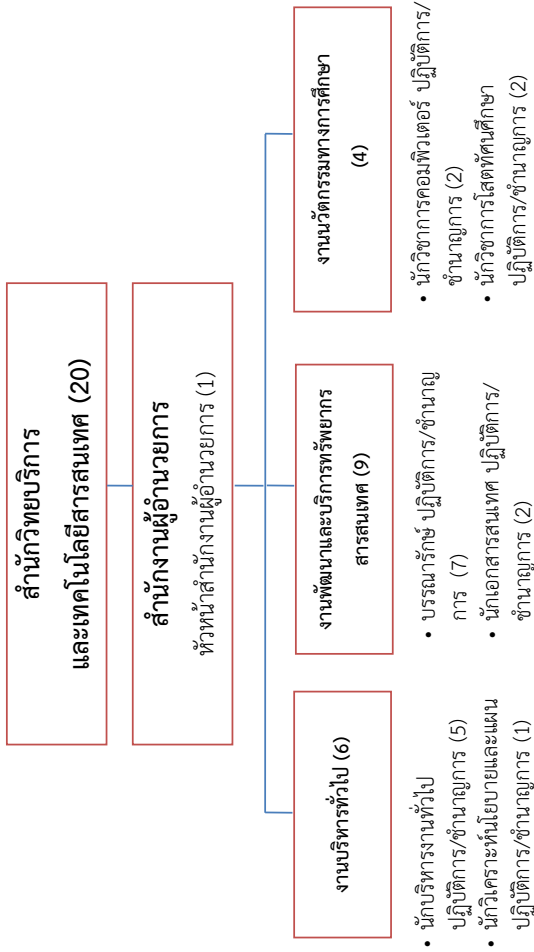 สำนักวิทยบริการ
และเทคโนโลยีสารสนเทศ (20)
สำนักงานผู้อำนวยการ
หัวหน้าสำนักงานผู้อำนวยการ (1)
งานบริหารทั่วไป (6)
• นักบริหารงานทั่วไป
ปฏิบัติการ/ชำนาญการ (5)
• นักวิเคราะห์นโยบายและแผน
ปฏิบัติการ/ชำนาญการ (1)
งานพัฒนาและบริการทรัพยากร
สารสนเทศ (9)
• บรรณารักษ์ ปฏิบัติการ/ชำนาญ
การ (7)
• นักเอกสารสนเทศ ปฏิบัติการ/
ชำนาญการ (2)
งานนวัตกรรมทางการศึกษา
(4)
• นักวิชาการคอมพิวเตอร์ ปฏิบัติการ/
ชำนาญการ (2)
• นักวิชาการโสตทัศนศึกษา
ปฏิบัติการ/ชำนาญการ (2)